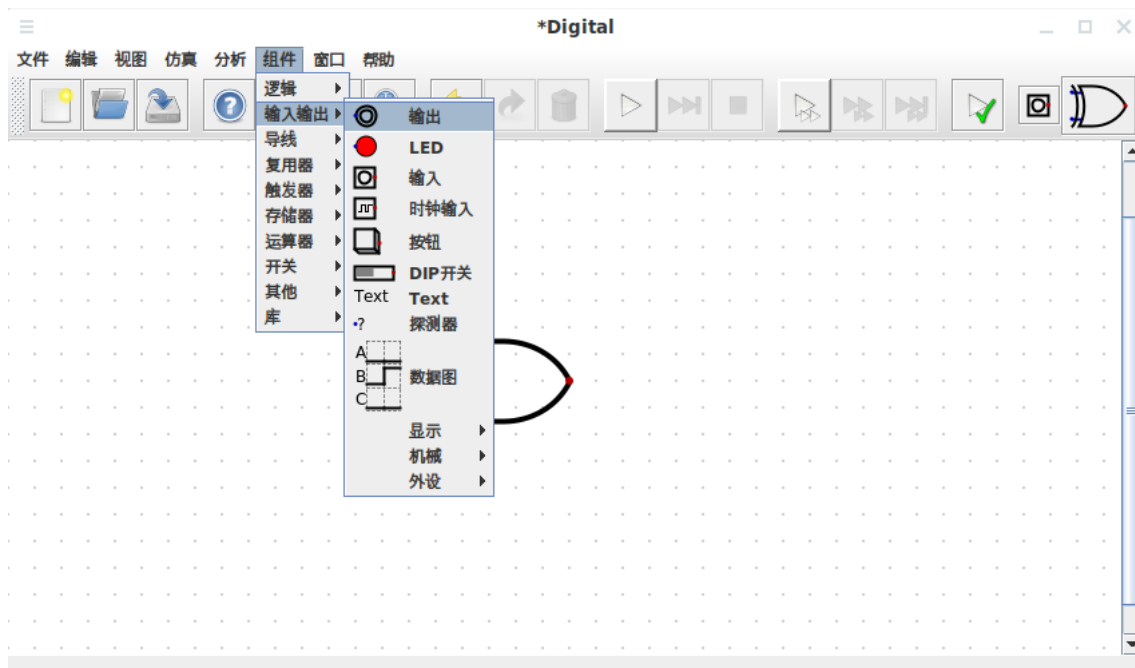 *Digital
文件 编辑 视图 仿真 分析 组件 窗口 帮助
逻辑
输入输出
导线
复用器
触发器
存储器
运算器
开关
其他
库
输出
LED
输入
时钟输入
按钮
DIP开关
Text Text
·? 探测器
A
B 数据图
C
显示
机械
外设